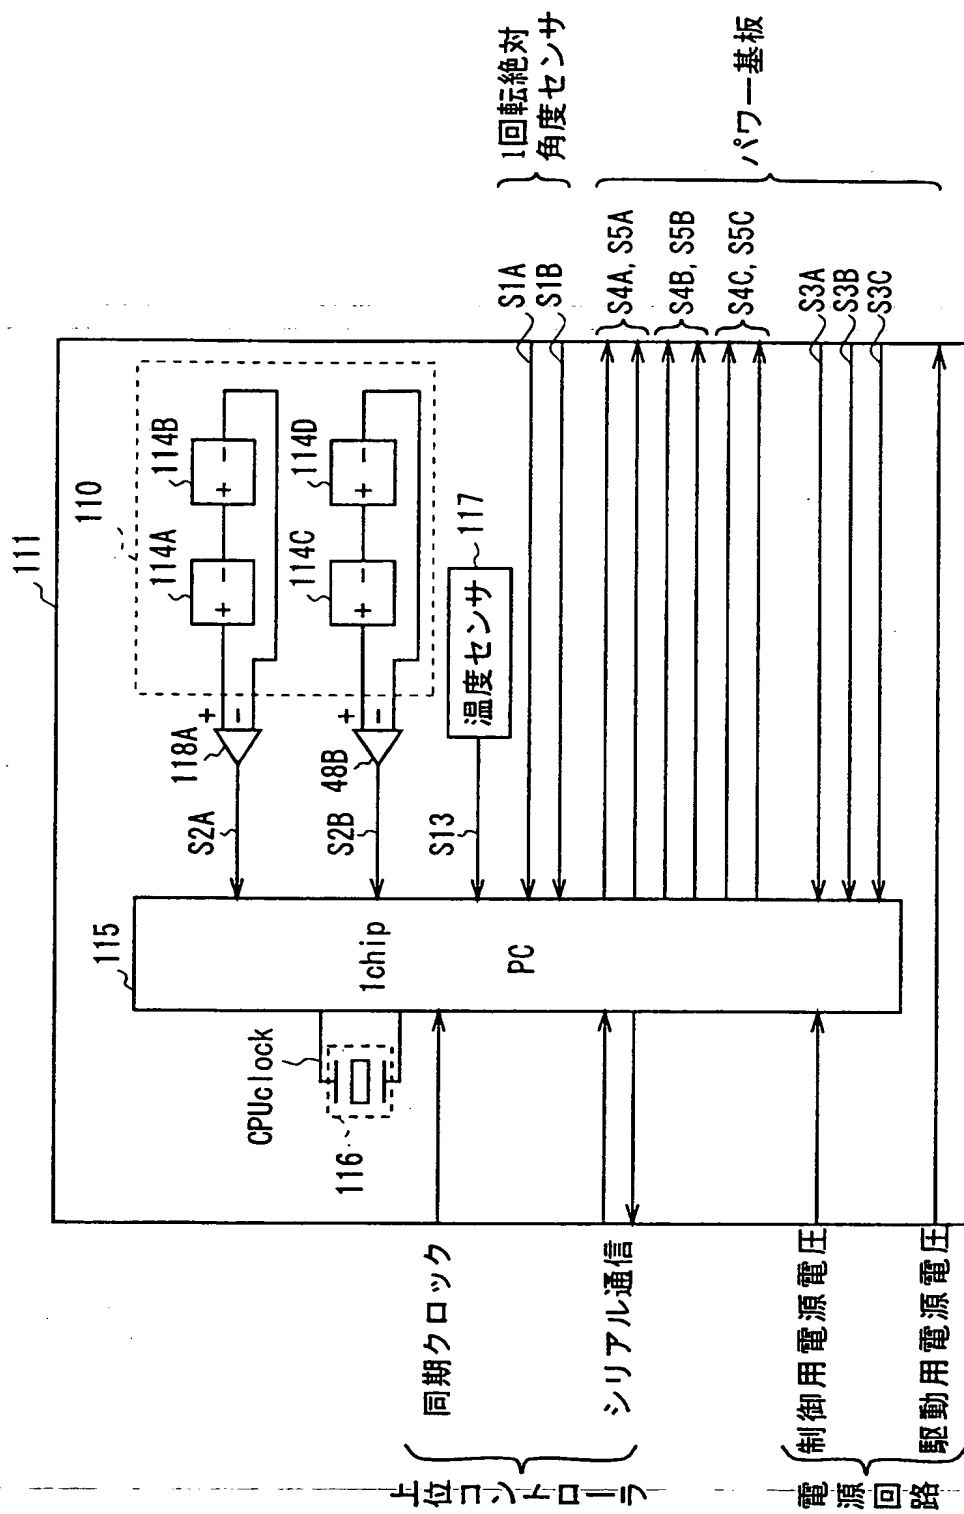 111
110
114A
114B
114C
114D
+
−
+
−
+
−
+
−
+
−
118A
+
−
48B
S2A
S2B
温度センサ
117
S13
115
1chip
PC
CPUclock
116
上位コントローラ
同期クロック
シリアル通信
電源回路
制御用電源電圧
駆動用電源電圧
S1A
S1B
1回転絶対
角度センサ
S4A, S5A
S4B, S5B
S4C, S5C
S3A
S3B
S3C
パワー基板